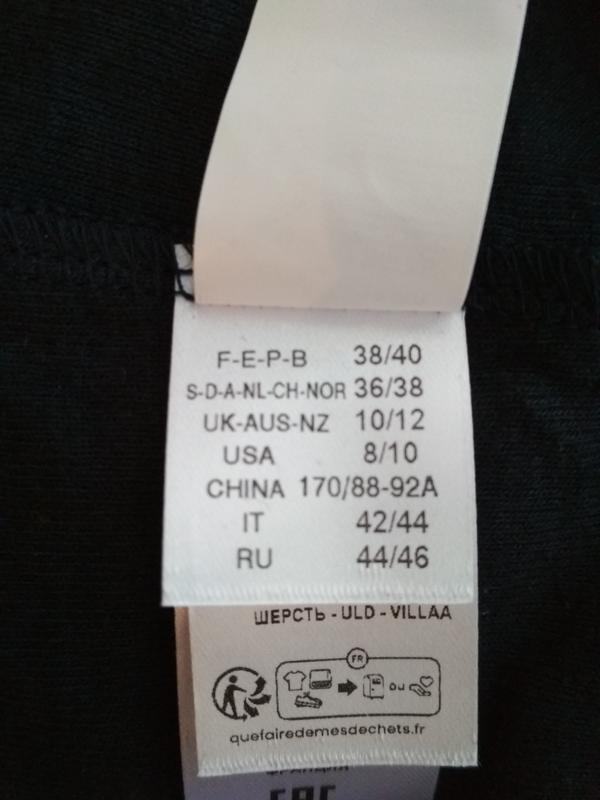 F-E-P-B 38/40
S-D-A-NL-CH-NOR 36/38
UK-AUS-NZ 10/12
USA 8/10
CHINA 170/88-92A
IT 42/44
RU 44/46
ШЕРСТЬ - ULD - VILLAA
FR
ou
quefairedemesdechets.fr